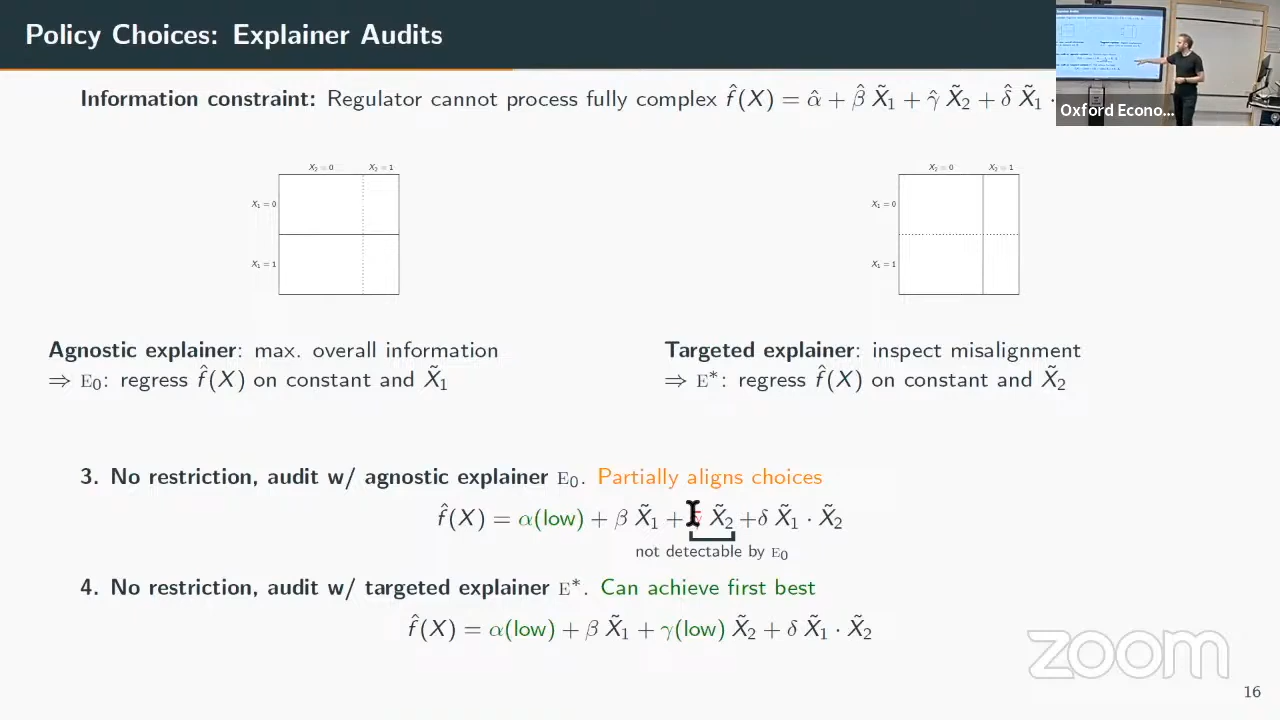 Policy Choices: Explainer Audits
Information constraint: Regulator cannot process fully complex f̂(X) = α̂ + β̂ X̃₁ + γ̂ X̃₂ + δ̂ X̃₁ ·
Oxford Econo...
X₂ = 0 X₂ = 1
X₁ = 0
X₁ = 1
X₂ = 0 X₂ = 1
X₁ = 0
X₁ = 1
Agnostic explainer: max. overall information
⇒ E₀: regress f̂(X) on constant and X̃₁
Targeted explainer: inspect misalignment
⇒ E*: regress f̂(X) on constant and X̃₂
3. No restriction, audit w/ agnostic explainer E₀. Partially aligns choices
f̂(X) = α(low) + β X̃₁ + X̃₂ + δ X̃₁ · X̃₂
not detectable by E₀
4. No restriction, audit w/ targeted explainer E*. Can achieve first best
f̂(X) = α(low) + β X̃₁ + γ(low) X̃₂ + δ X̃₁ · X̃₂
zoom
16